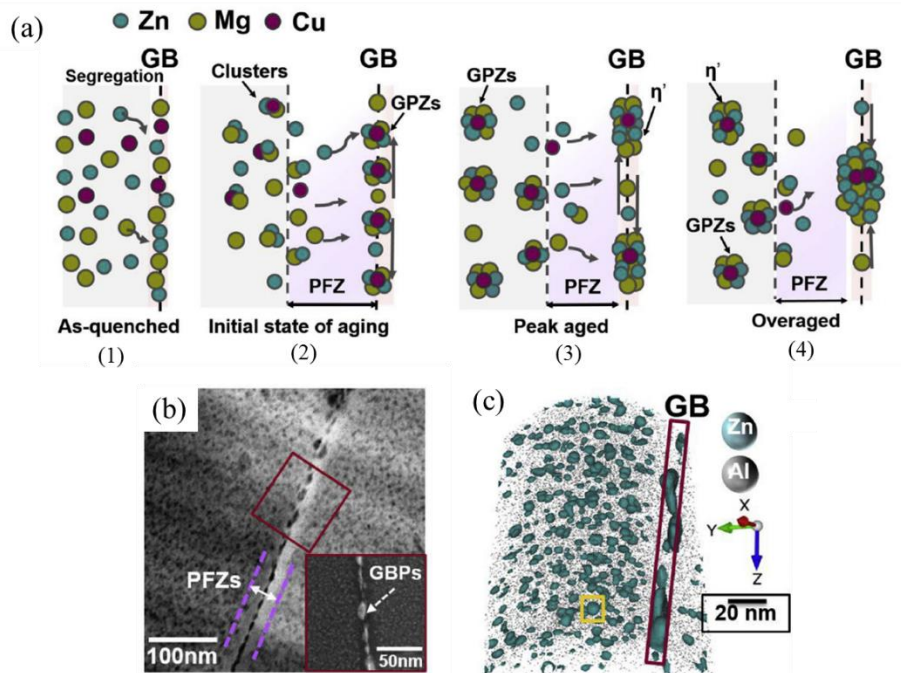 (a)
Zn Mg Cu
Segregation
GB
As-quenched
(1)
Clusters
GB
GPZs
PFZ
Initial state of aging
(2)
GPZs
GB
η’
PFZ
Peak aged
(3)
η’
GB
GPZs
PFZ
Overaged
(4)
(b)
PFZs
GBPs
100nm
50nm
(c)
GB
Zn
Al
X
Y
Z
20 nm